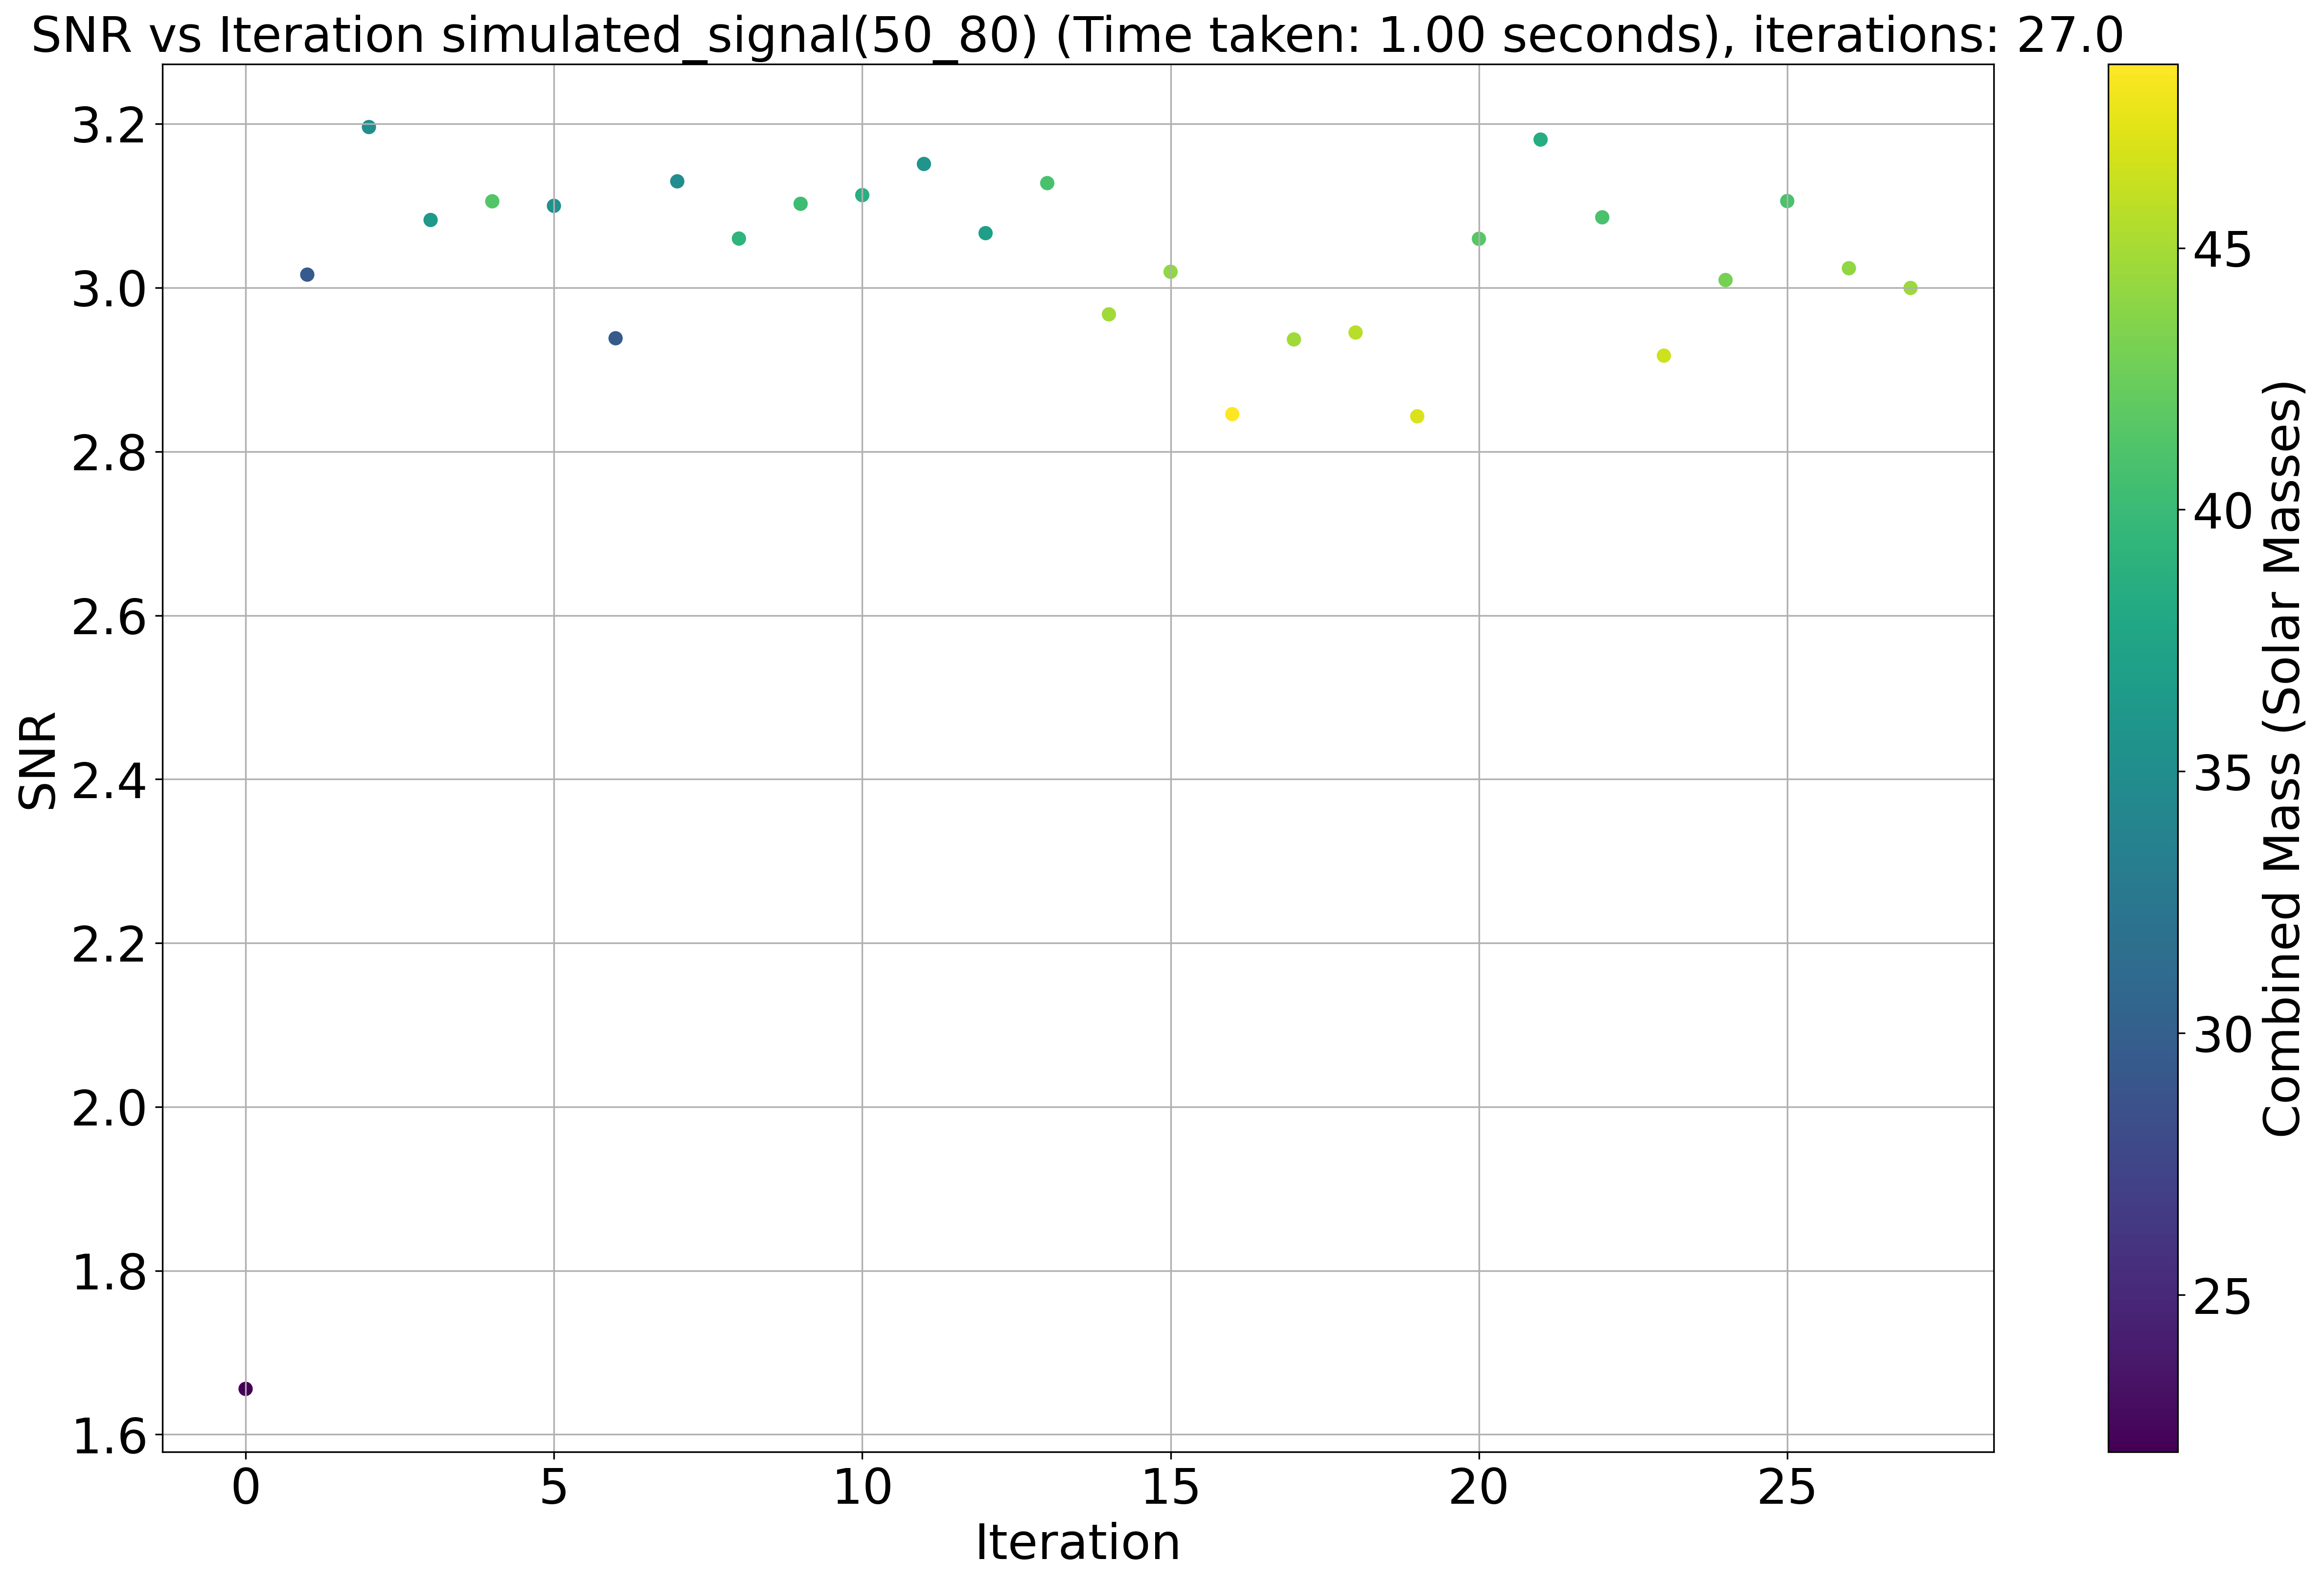 SNR vs Iteration simulated_signal(50_80) (Time taken: 1.00 seconds), iterations: 27.0
SNR
3.2
3.0
2.8
2.6
2.4
2.2
2.0
1.8
1.6
0 5 10 15 20 25
Iteration
45
40
35
30
25
Combined Mass (Solar Masses)